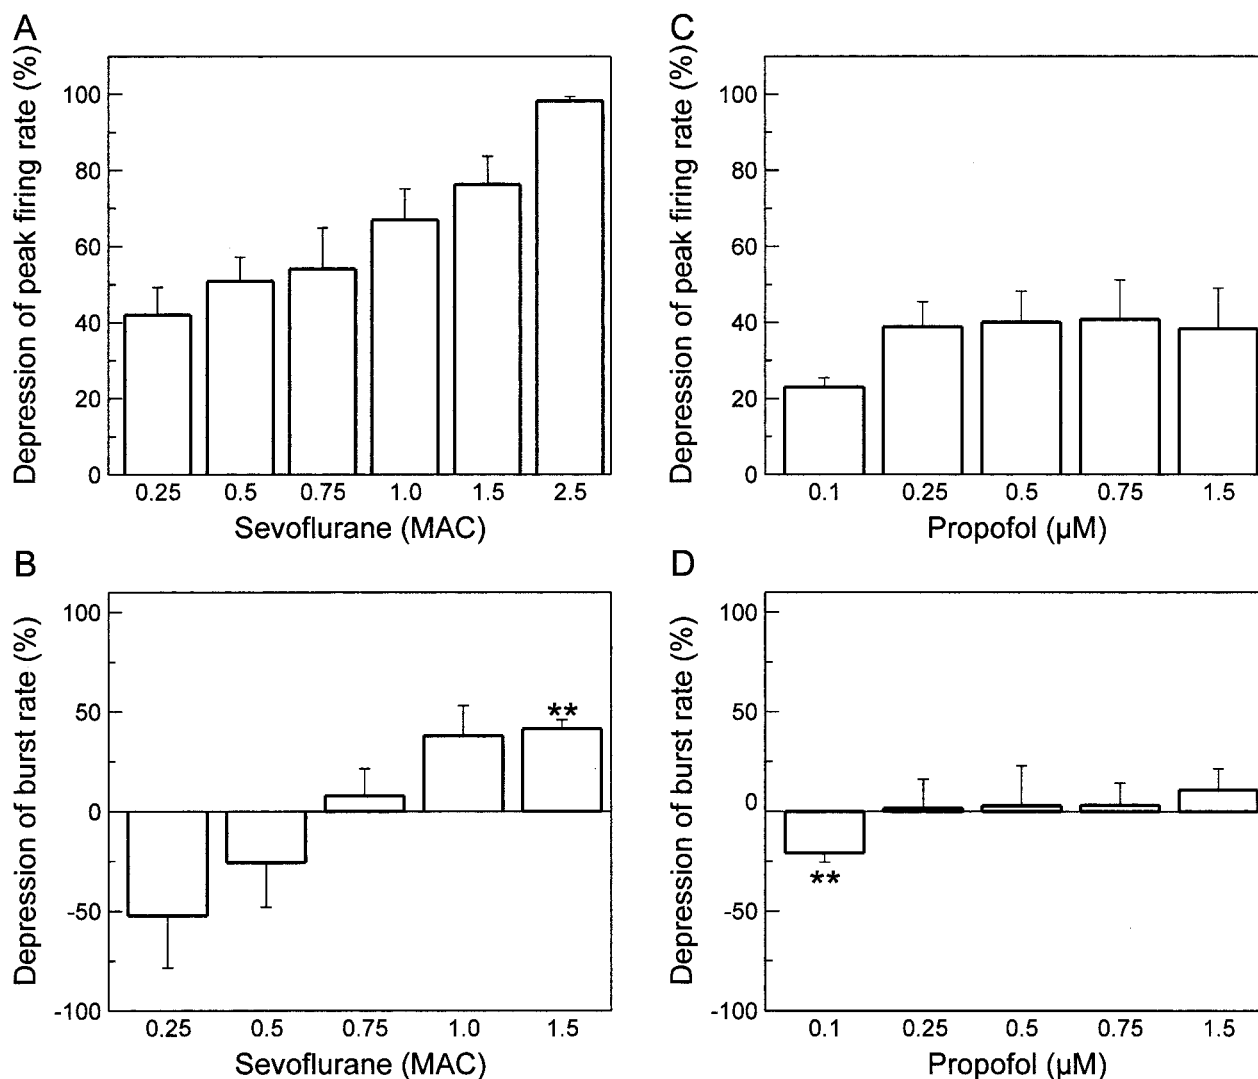 A
Depression of peak firing rate (%)
100
80
60
40
20
0
0.25 0.5 0.75 1.0 1.5 2.5
Sevoflurane (MAC)
C
Depression of peak firing rate (%)
100
80
60
40
20
0
0.1 0.25 0.5 0.75 1.5
Propofol (µM)
B
Depression of burst rate (%)
100
50
0
-50
-100
**
0.25 0.5 0.75 1.0 1.5
Sevoflurane (MAC)
D
Depression of burst rate (%)
100
50
0
-50
-100
**
0.1 0.25 0.5 0.75 1.5
Propofol (µM)